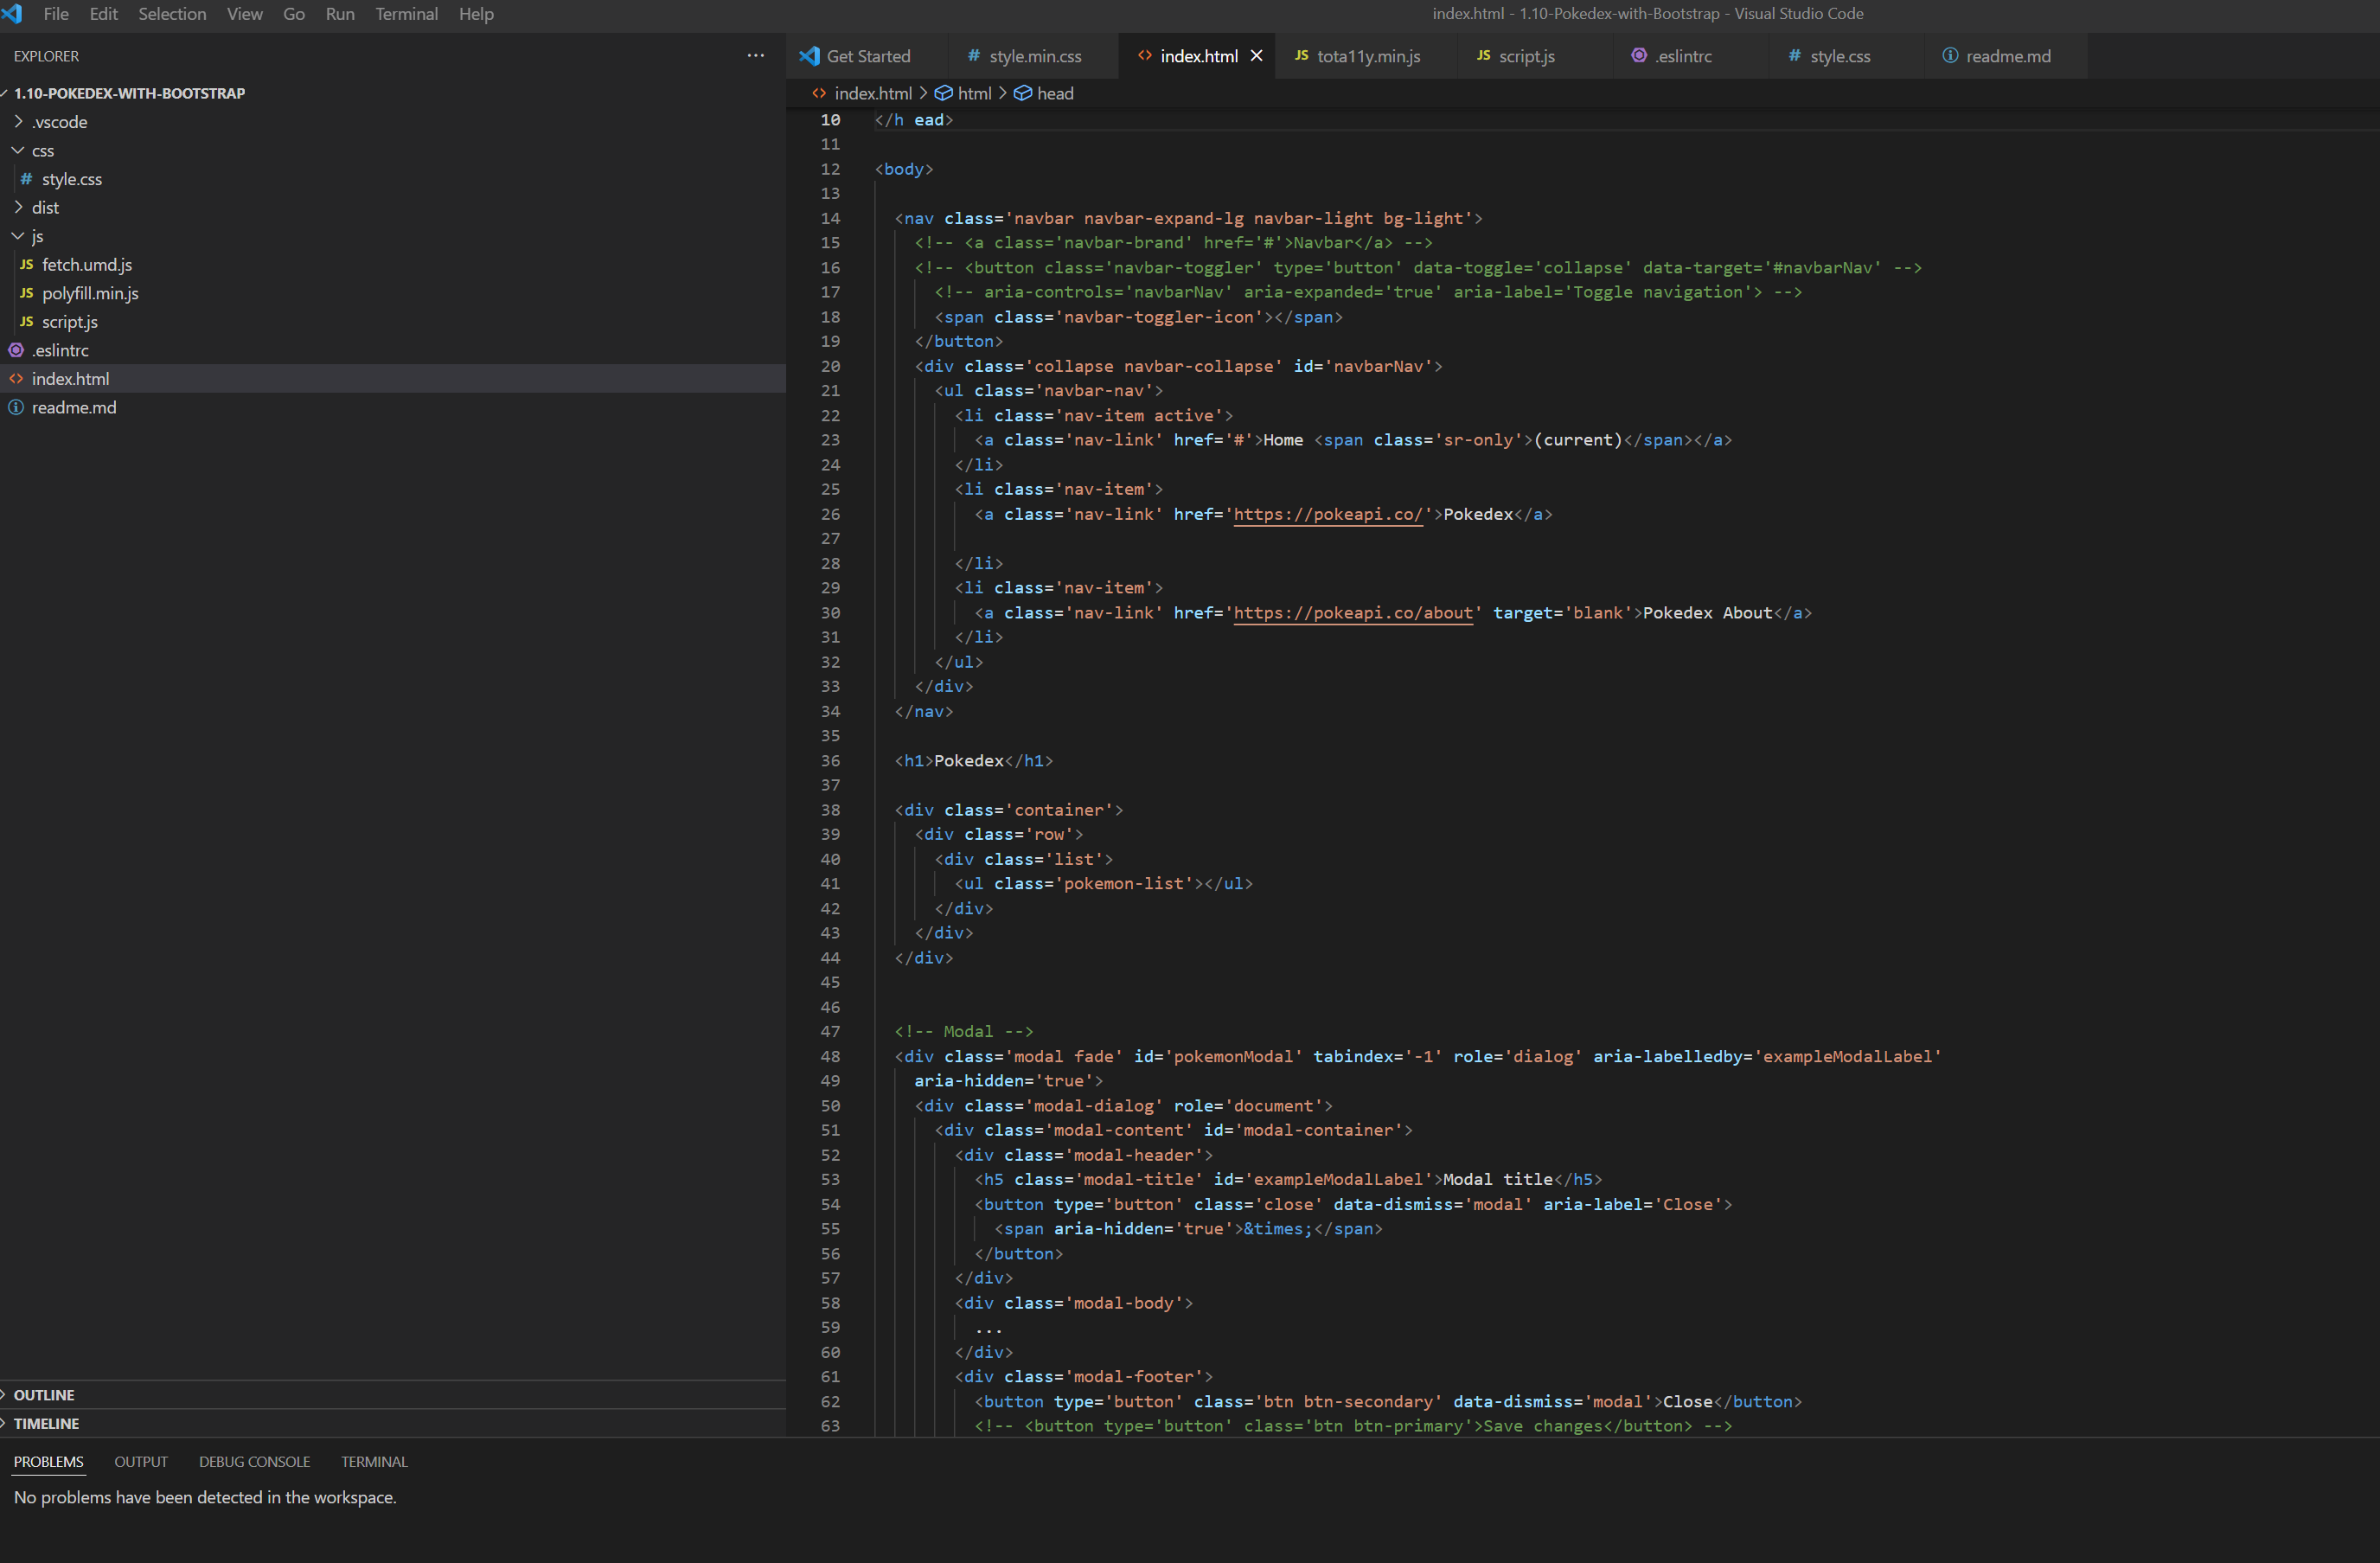 File Edit Selection View Go Run Terminal Help
index.html - 1.10-Pokedex-with-Bootstrap - Visual Studio Code
EXPLORER
1.10-POKEDEX-WITH-BOOTSTRAP
.vscode
css
# style.css
dist
js
JS fetch.umd.js
JS polyfill.min.js
JS script.js
.eslintrc
<> index.html
readme.md
OUTLINE
TIMELINE
Get Started # style.min.css <> index.html JS tota11y.min.js JS script.js .eslintrc # style.css readme.md
<> index.html > html > head
10 </h ead>
11
12 <body>
13
14 <nav class='navbar navbar-expand-lg navbar-light bg-light'>
15 <!-- <a class='navbar-brand' href='#'>Navbar</a> -->
16 <!-- <button class='navbar-toggler' type='button' data-toggle='collapse' data-target='#navbarNav' -->
17 <!-- aria-controls='navbarNav' aria-expanded='true' aria-label='Toggle navigation'> -->
18 <span class='navbar-toggler-icon'></span>
19 </button>
20 <div class='collapse navbar-collapse' id='navbarNav'>
21 <ul class='navbar-nav'>
22 <li class='nav-item active'>
23 <a class='nav-link' href='#'>Home <span class='sr-only'>(current)</span></a>
24 </li>
25 <li class='nav-item'>
26 <a class='nav-link' href='https://pokeapi.co/'>Pokedex</a>
27
28 </li>
29 <li class='nav-item'>
30 <a class='nav-link' href='https://pokeapi.co/about' target='blank'>Pokedex About</a>
31 </li>
32 </ul>
33 </div>
34 </nav>
35
36 <h1>Pokedex</h1>
37
38 <div class='container'>
39 <div class='row'>
40 <div class='list'>
41 <ul class='pokemon-list'></ul>
42 </div>
43 </div>
44 </div>
45
46
47 <!-- Modal -->
48 <div class='modal fade' id='pokemonModal' tabindex='-1' role='dialog' aria-labelledby='exampleModalLabel'
49 aria-hidden='true'>
50 <div class='modal-dialog' role='document'>
51 <div class='modal-content' id='modal-container'>
52 <div class='modal-header'>
53 <h5 class='modal-title' id='exampleModalLabel'>Modal title</h5>
54 <button type='button' class='close' data-dismiss='modal' aria-label='Close'>
55 <span aria-hidden='true'>&times;</span>
56 </button>
57 </div>
58 <div class='modal-body'>
59 ...
60 </div>
61 <div class='modal-footer'>
62 <button type='button' class='btn btn-secondary' data-dismiss='modal'>Close</button>
63 <!-- <button type='button' class='btn btn-primary'>Save changes</button> -->
PROBLEMS OUTPUT DEBUG CONSOLE TERMINAL
No problems have been detected in the workspace.